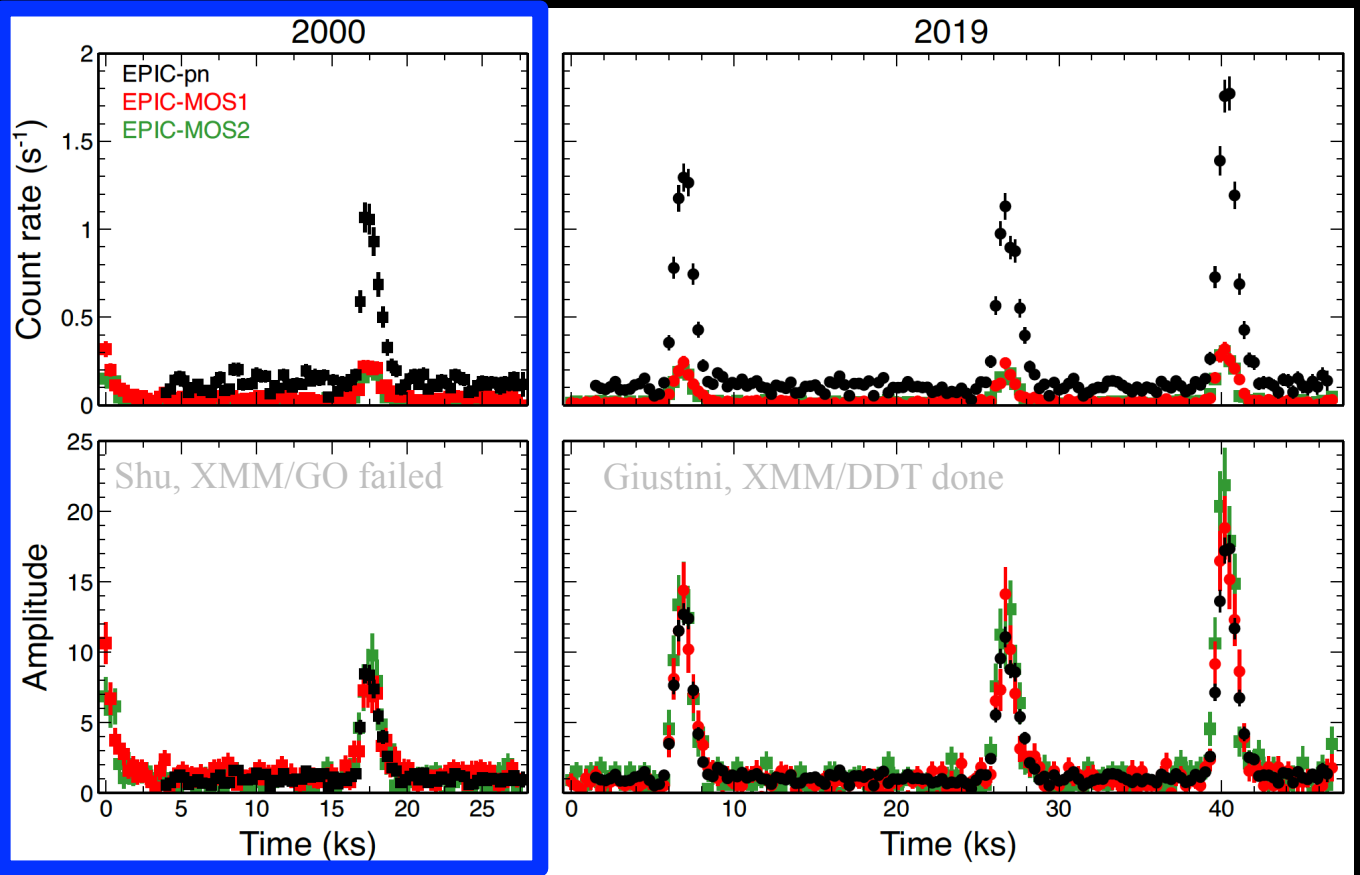 2000
2019
EPIC-pn
EPIC-MOS1
EPIC-MOS2
Count rate (s-1)
2
1.5
1
0.5
0
Shu, XMM/GO failed
Giustini, XMM/DDT done
Amplitude
25
20
15
10
5
0
0 5 10 15 20 25
0 10 20 30 40
Time (ks)
Time (ks)